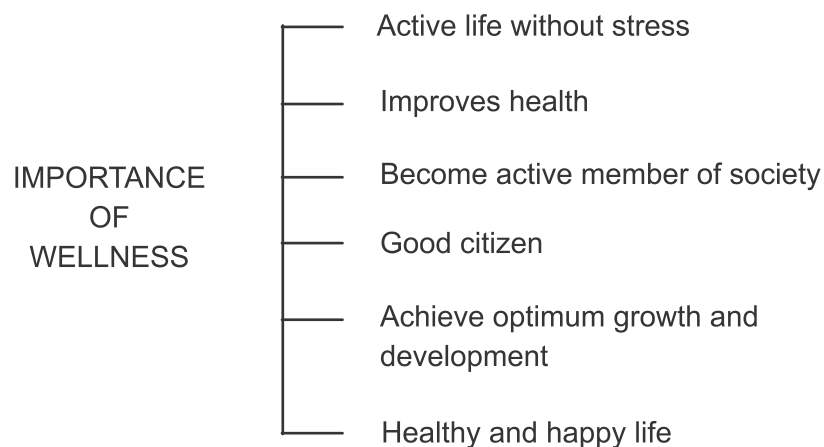 IMPORTANCE
OF
WELLNESS
Active life without stress
Improves health
Become active member of society
Good citizen
Achieve optimum growth and
development
Healthy and happy life